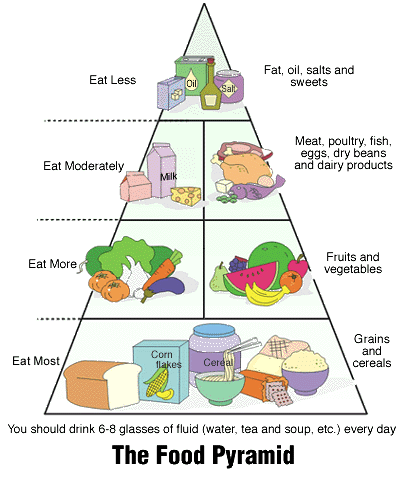 Eat Less
Oil
Salt
Fat, oil, salts and
sweets
Eat Moderately
Milk
Meat, poultry, fish,
eggs, dry beans
and dairy products
Eat More
Fruits and
vegetables
Eat Most
Corn
flakes
Cereal
Grains
and
cereals
You should drink 6-8 glasses of fluid (water, tea and soup, etc.) every day
The Food Pyramid